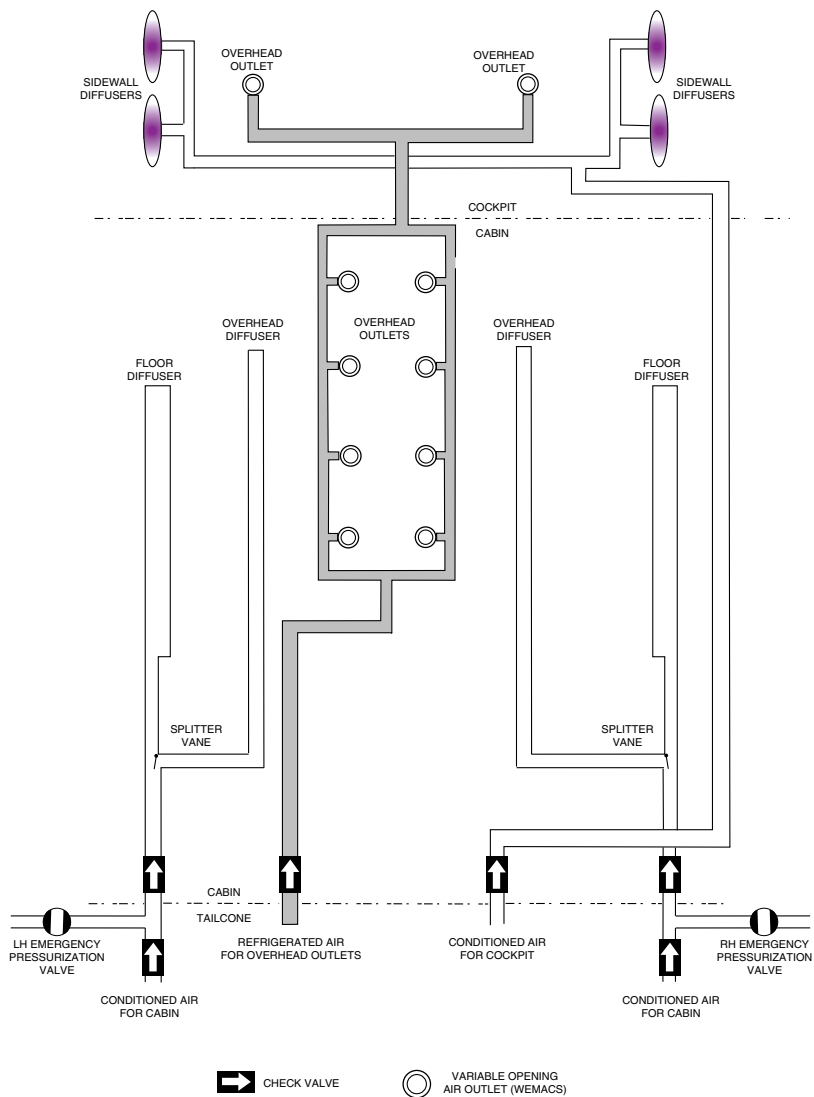 OVERHEAD
OUTLET
OVERHEAD
OUTLET
SIDEWALL
DIFFUSERS
SIDEWALL
DIFFUSERS
COCKPIT
CABIN
OVERHEAD
DIFFUSER
OVERHEAD
OUTLETS
OVERHEAD
DIFFUSER
FLOOR
DIFFUSER
FLOOR
DIFFUSER
SPLITTER
VANE
SPLITTER
VANE
CABIN
TAILCONE
LH EMERGENCY
PRESSURIZATION
VALVE
REFRIGERATED AIR
FOR OVERHEAD OUTLETS
CONDITIONED AIR
FOR COCKPIT
RH EMERGENCY
PRESSURIZATION
VALVE
CONDITIONED AIR
FOR CABIN
CONDITIONED AIR
FOR CABIN
CHECK VALVE
VARIABLE OPENING
AIR OUTLET (WEMACS)